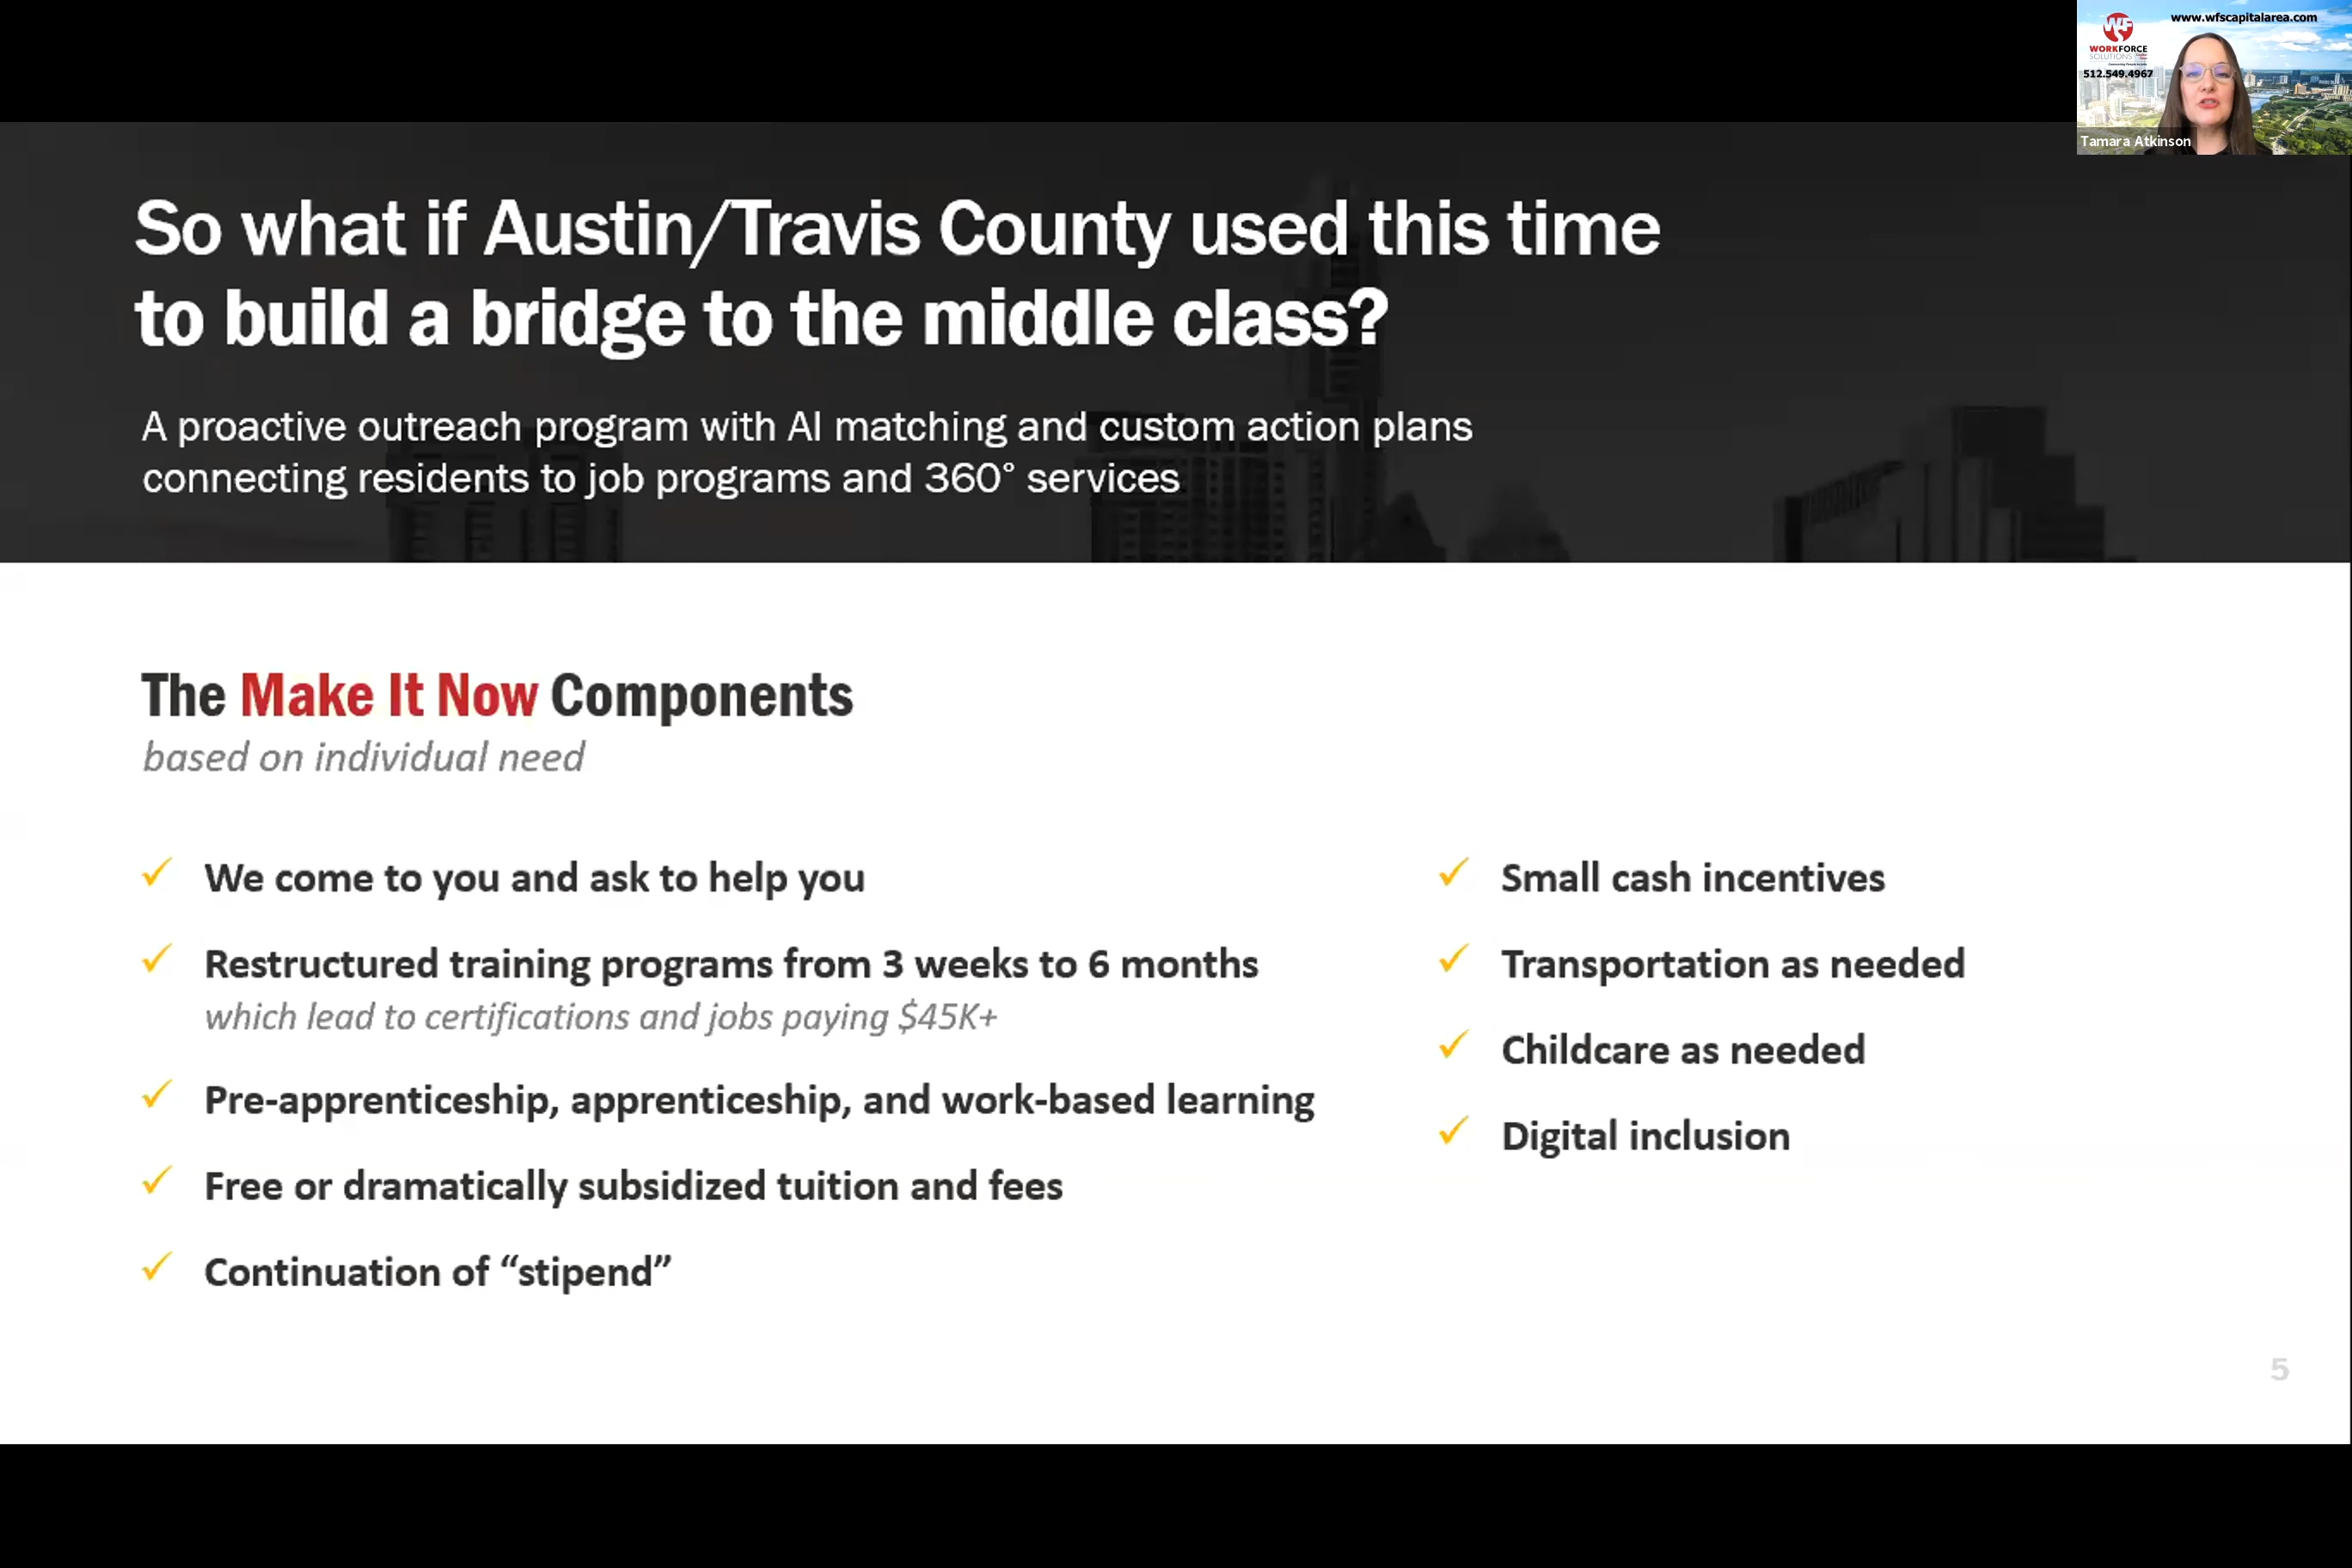 www.wfscapitalarea.com
WF
WORKFORCE
SOLUTIONS
512.549.4967
Tamara Atkinson
So what if Austin/Travis County used this time
to build a bridge to the middle class?
A proactive outreach program with AI matching and custom action plans
connecting residents to job programs and 360° services
The Make It Now Components
based on individual need
✓ We come to you and ask to help you
✓ Restructured training programs from 3 weeks to 6 months
which lead to certifications and jobs paying $45K+
✓ Pre-apprenticeship, apprenticeship, and work-based learning
✓ Free or dramatically subsidized tuition and fees
✓ Continuation of “stipend”
✓ Small cash incentives
✓ Transportation as needed
✓ Childcare as needed
✓ Digital inclusion
5